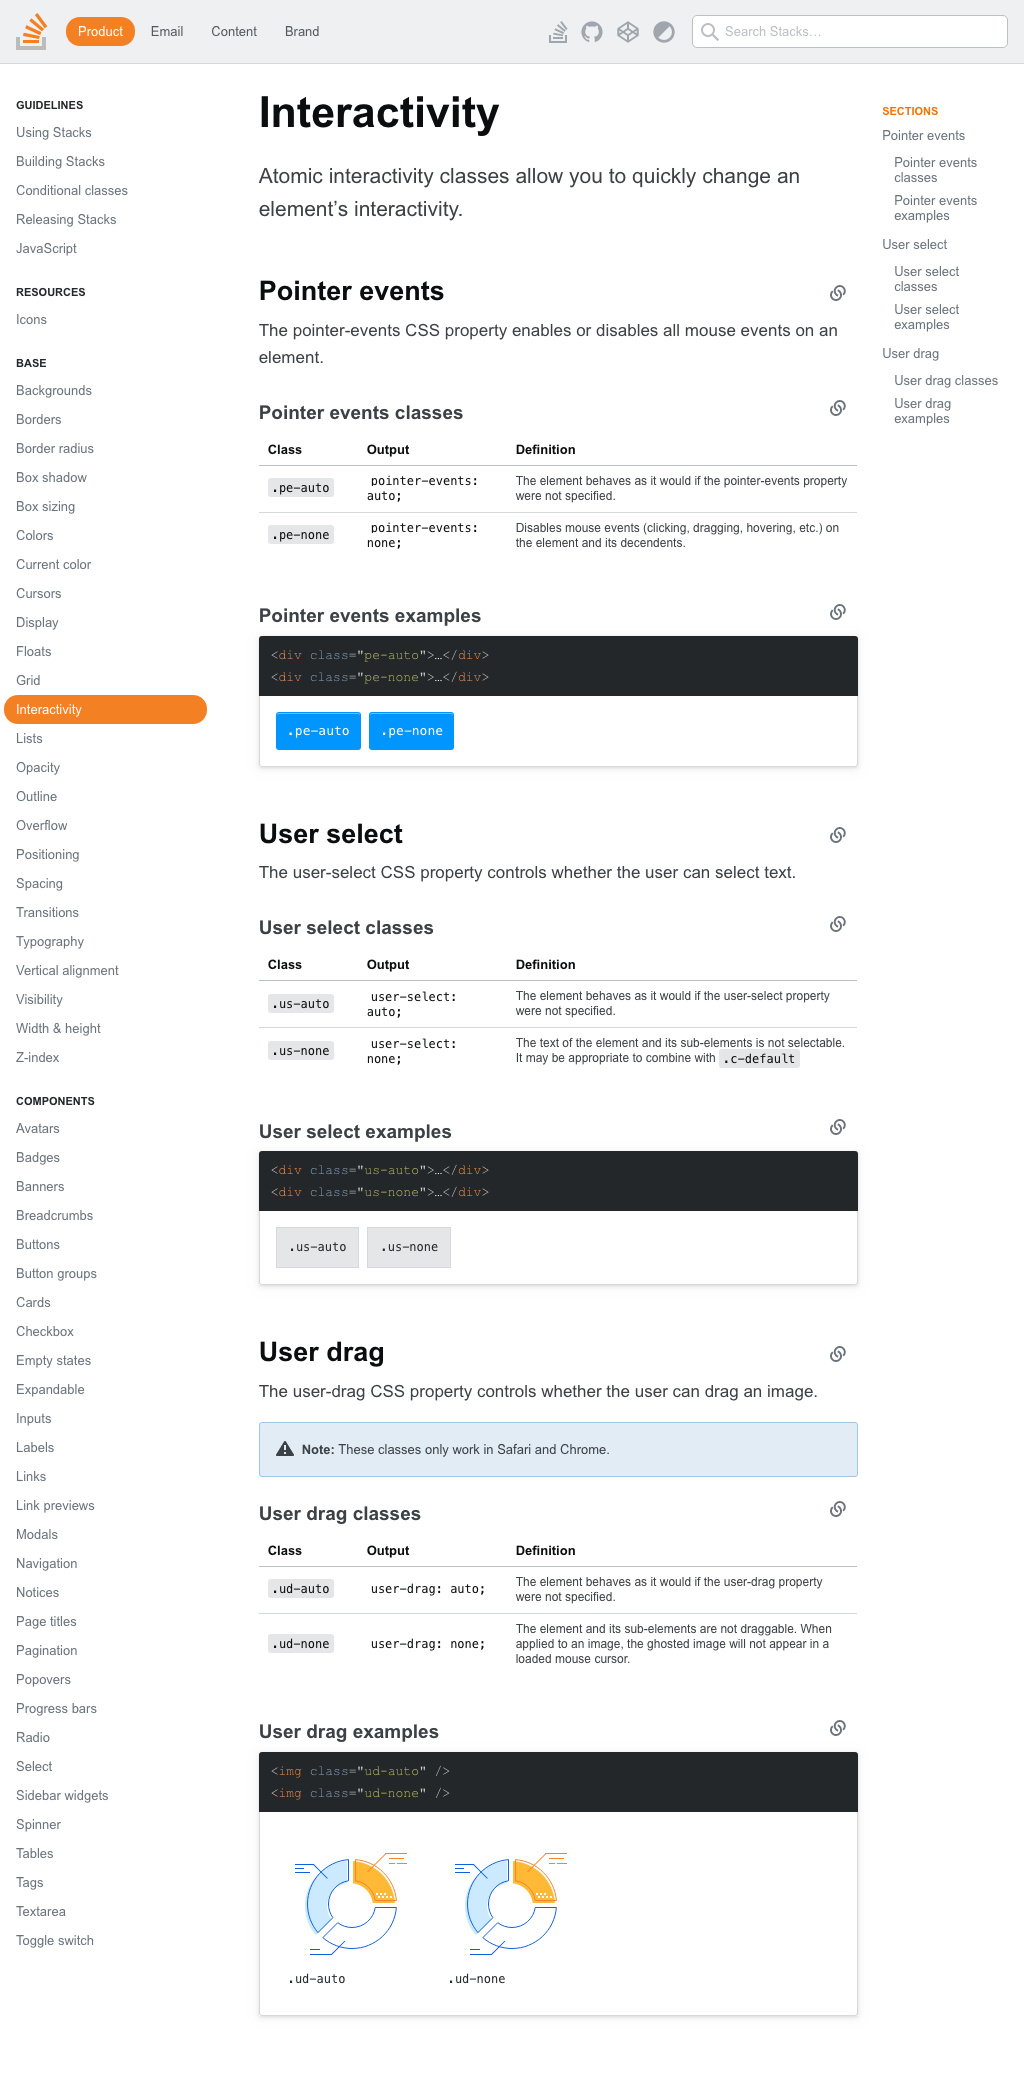 Product
Email
Content
Brand
Search Stacks...
GUIDELINES
Using Stacks
Building Stacks
Conditional classes
Releasing Stacks
JavaScript
RESOURCES
Icons
BASE
Backgrounds
Borders
Border radius
Box shadow
Box sizing
Colors
Current color
Cursors
Display
Floats
Grid
Interactivity
Lists
Opacity
Outline
Overflow
Positioning
Spacing
Transitions
Typography
Vertical alignment
Visibility
Width & height
Z-index
COMPONENTS
Avatars
Badges
Banners
Breadcrumbs
Buttons
Button groups
Cards
Checkbox
Empty states
Expandable
Inputs
Labels
Links
Link previews
Modals
Navigation
Notices
Page titles
Pagination
Popovers
Progress bars
Radio
Select
Sidebar widgets
Spinner
Tables
Tags
Textarea
Toggle switch
Interactivity
Atomic interactivity classes allow you to quickly change an
element’s interactivity.
Pointer events
The pointer-events CSS property enables or disables all mouse events on an
element.
Pointer events classes
Class Output Definition
.pe-auto
pointer-events:
auto;
The element behaves as it would if the pointer-events property
were not specified.
.pe-none
pointer-events:
none;
Disables mouse events (clicking, dragging, hovering, etc.) on
the element and its decendents.
Pointer events examples
<div class="pe-auto">…</div>
<div class="pe-none">…</div>
.pe-auto
.pe-none
User select
The user-select CSS property controls whether the user can select text.
User select classes
Class Output Definition
.us-auto
user-select:
auto;
The element behaves as it would if the user-select property
were not specified.
.us-none
user-select:
none;
The text of the element and its sub-elements is not selectable.
It may be appropriate to combine with .c-default
User select examples
<div class="us-auto">…</div>
<div class="us-none">…</div>
.us-auto
.us-none
User drag
The user-drag CSS property controls whether the user can drag an image.
Note: These classes only work in Safari and Chrome.
User drag classes
Class Output Definition
.ud-auto
user-drag: auto;
The element behaves as it would if the user-drag property
were not specified.
.ud-none
user-drag: none;
The element and its sub-elements are not draggable. When
applied to an image, the ghosted image will not appear in a
loaded mouse cursor.
User drag examples
<img class="ud-auto" />
<img class="ud-none" />
.ud-auto
.ud-none
SECTIONS
Pointer events
Pointer events
classes
Pointer events
examples
User select
User select
classes
User select
examples
User drag
User drag classes
User drag
examples